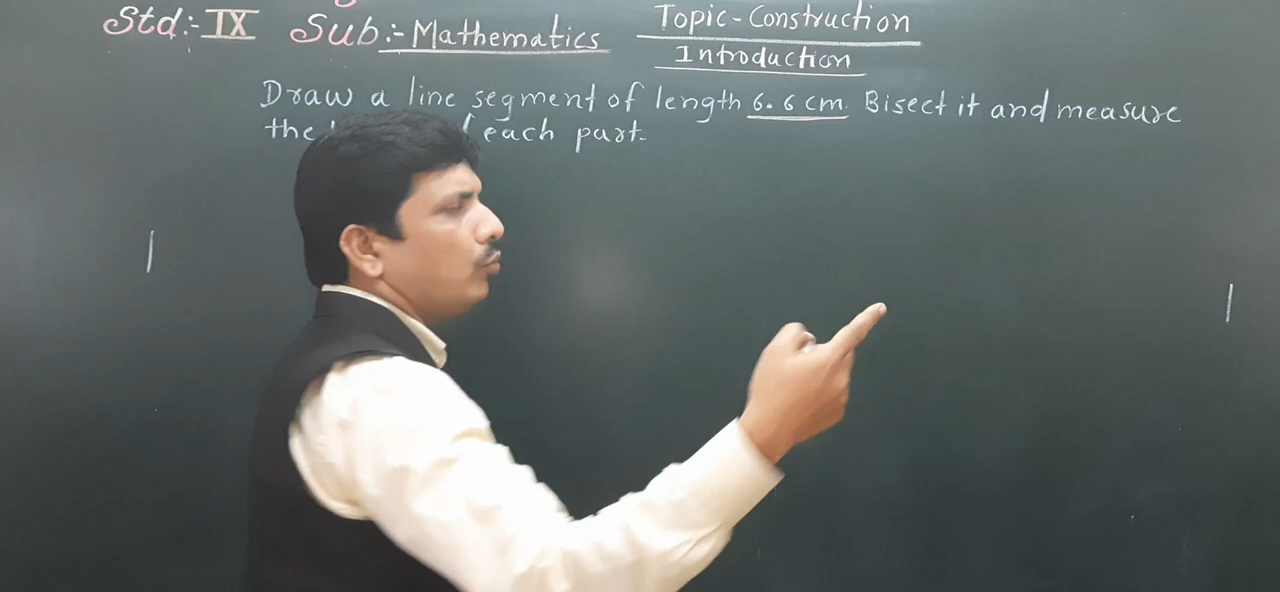 Std:- IX Sub:- Mathematics Topic-Construction
Introduction
Draw a line segment of length 6.6 cm. Bisect it and measure
the each part.